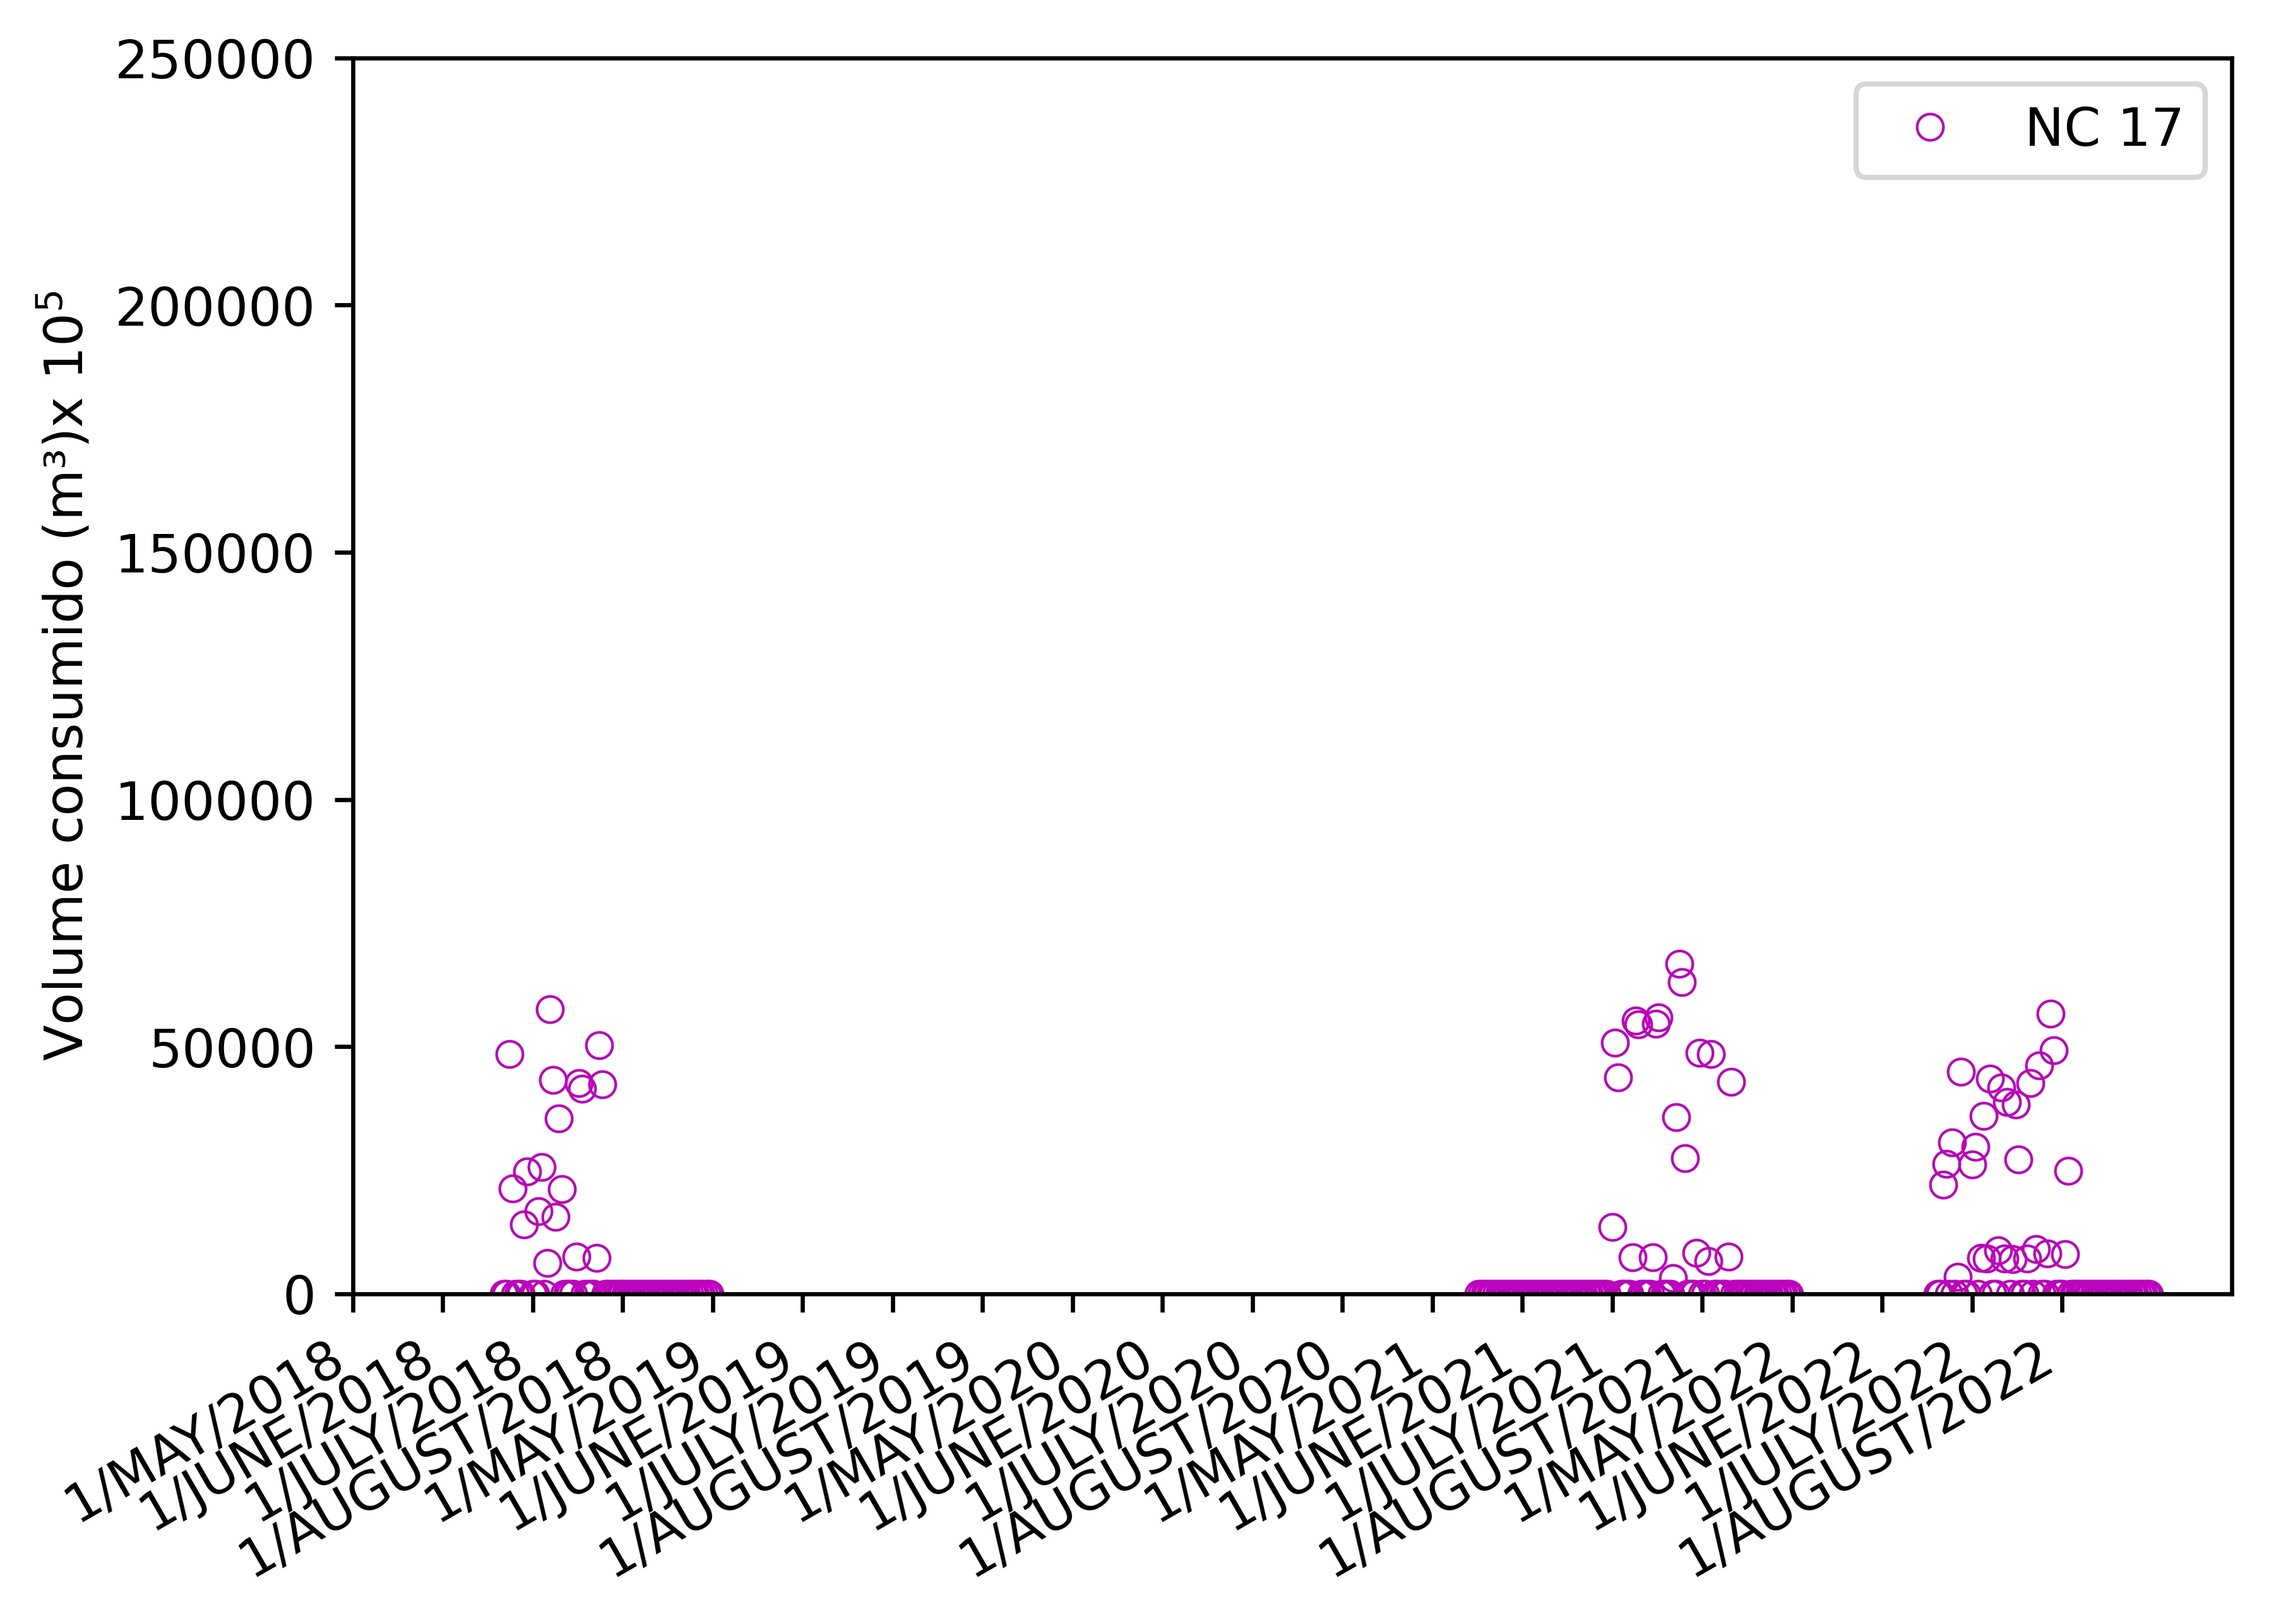 250000
NC 17
200000
150000
100000
50000
0
Volume consumido (m³)x 10⁵
1/MAY/2018
1/JUNE/2018
1/JULY/2018
1/AUGUST/2018
1/MAY/2019
1/JUNE/2019
1/JULY/2019
1/AUGUST/2019
1/MAY/2020
1/JUNE/2020
1/JULY/2020
1/AUGUST/2020
1/MAY/2021
1/JUNE/2021
1/JULY/2021
1/AUGUST/2021
1/MAY/2022
1/JUNE/2022
1/JULY/2022
1/AUGUST/2022